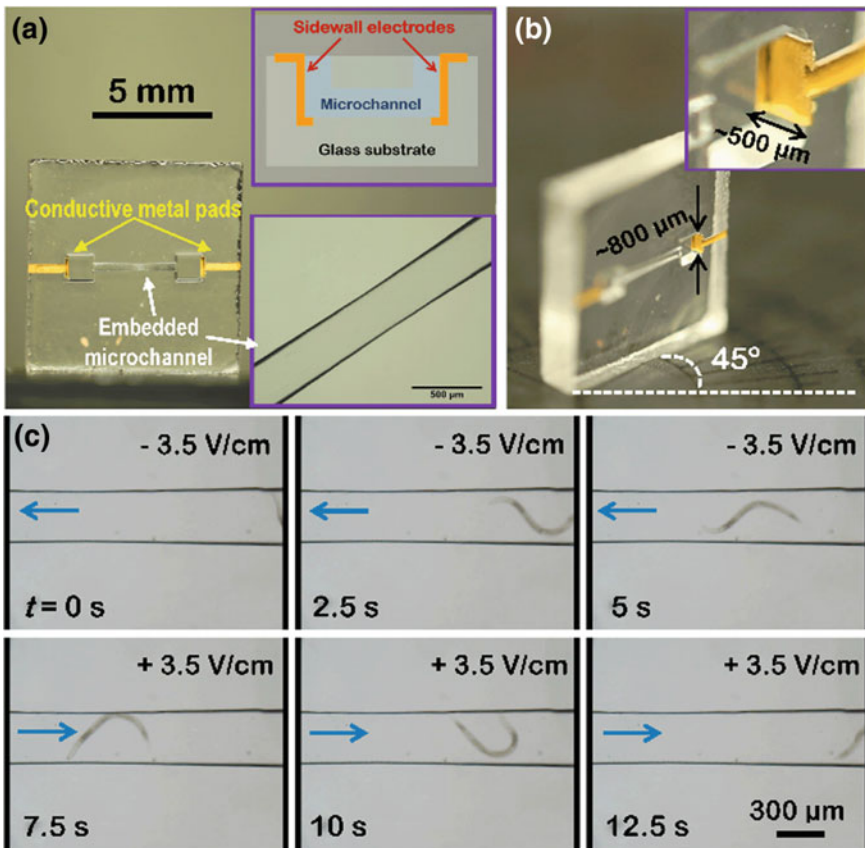 (a)
5 mm
Sidewall electrodes
Microchannel
Glass substrate
Conductive metal pads
Embedded
microchannel
500 µm
(b)
~500 µm
~800 µm
45º
(c)
- 3.5 V/cm
t = 0 s
- 3.5 V/cm
2.5 s
- 3.5 V/cm
5 s
+ 3.5 V/cm
7.5 s
+ 3.5 V/cm
10 s
+ 3.5 V/cm
12.5 s
300 µm